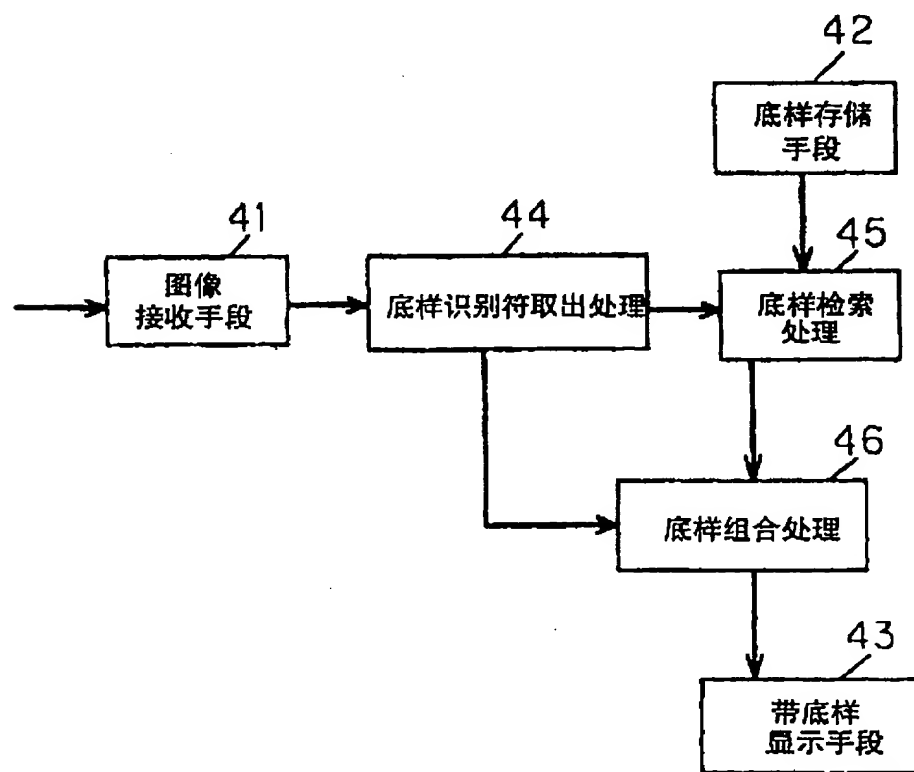 42
底样存储
手段
41
图像
接收手段
44
底样识别符取出处理
45
底样检索
处理
46
底样组合处理
43
带底样
显示手段